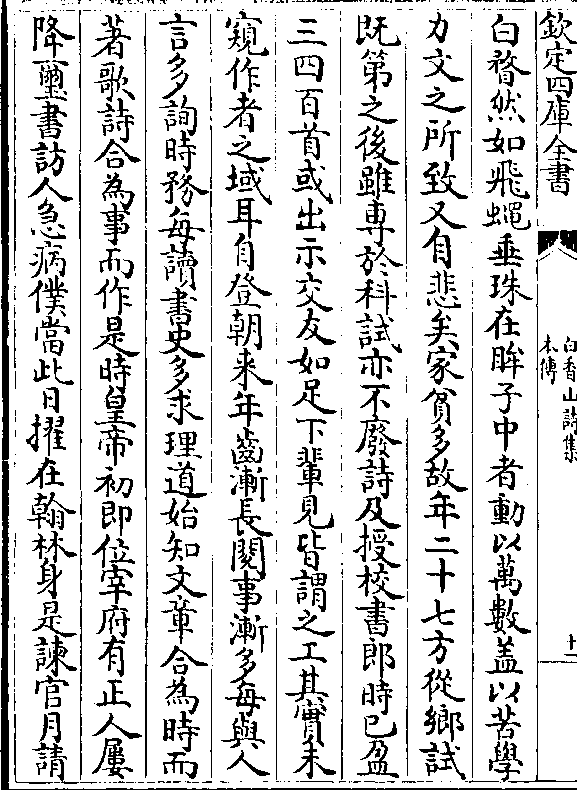 欽定四庫全書
白香山詩集
本傳
十
白瞀然如飛蠅垂珠在眸子中者動以萬數盖以苦學
力文之所致又自悲矣家貧多故年二十七方從鄉試
既第之後雖專於科試亦不廢詩及授校書郎時已盈
三四百首或出示交友如足下輩見皆謂之工其實未
窺作者之域耳自登朝来年齒漸長閱事漸多每與人
言多詢時務每讀書史多求理道始知文章合為時而
著歌詩合為事而作是時皇帝初即位宰府有正人屢
降璽書訪人急病僕當此日擢在翰林身是諫官月請